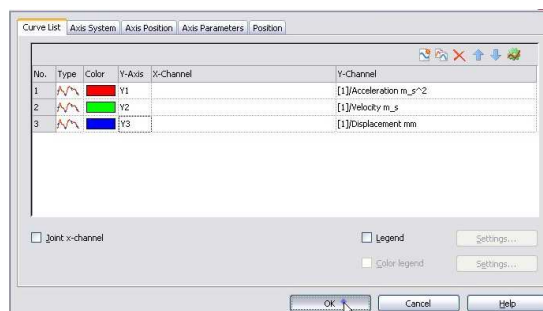 Curve List Axis System Axis Position Axis Parameters Position
No. Type Color Y-Axis X-Channel Y-Channel
1 Y1 [1]/Acceleration m_s^2
2 Y2 [1]/Velocity m_s
3 Y3 [1]/Displacement mm
Joint x-channel Legend Settings...
Color legend Settings...
OK Cancel Help